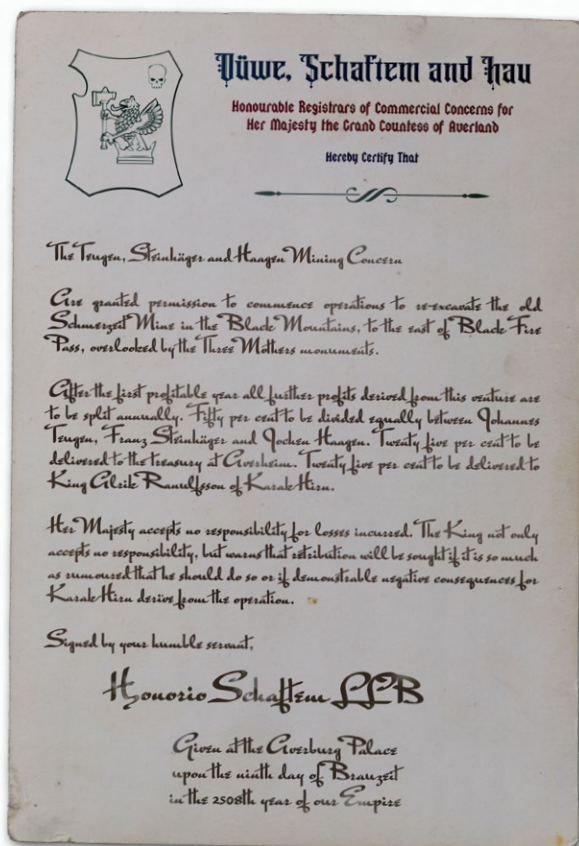 Düwe, Schaftem and hau
Honourable Registrars of Commercial Concerns for
Her Majesty the Grand Countess of Averland
Hereby Certify That
The Teugen, Steinhäger and Haagen Mining Concern
Are granted permission to commence operations to re-excavate the old
Schmerzeit Mine in the Black Mountains, to the east of Black Fire
Pass, overlooked by the Three Mothers monuments.
After the first profitable year all further profits derived from this venture are
to be split annually. Fifty per cent to be divided equally between Johannes
Teugen, Franz Steinhäger and Jochen Haagen. Twenty five per cent to be
delivered to the treasury at Averheim. Twenty five per cent to be delivered to
King Alrik Ranulfsson of Karak Hirn.
Her Majesty accepts no responsibility for losses incurred. The King not only
accepts no responsibility, but warns that retribution will be sought if it is so much
as rumoured that he should do so or if demonstrable negative consequences for
Karak Hirn derive from the operation.
Signed by your humble servant,
Honorio Schaftem LLB
Given at the Averburg Palace
upon the ninth day of Brauzeit
in the 2508th year of our Empire